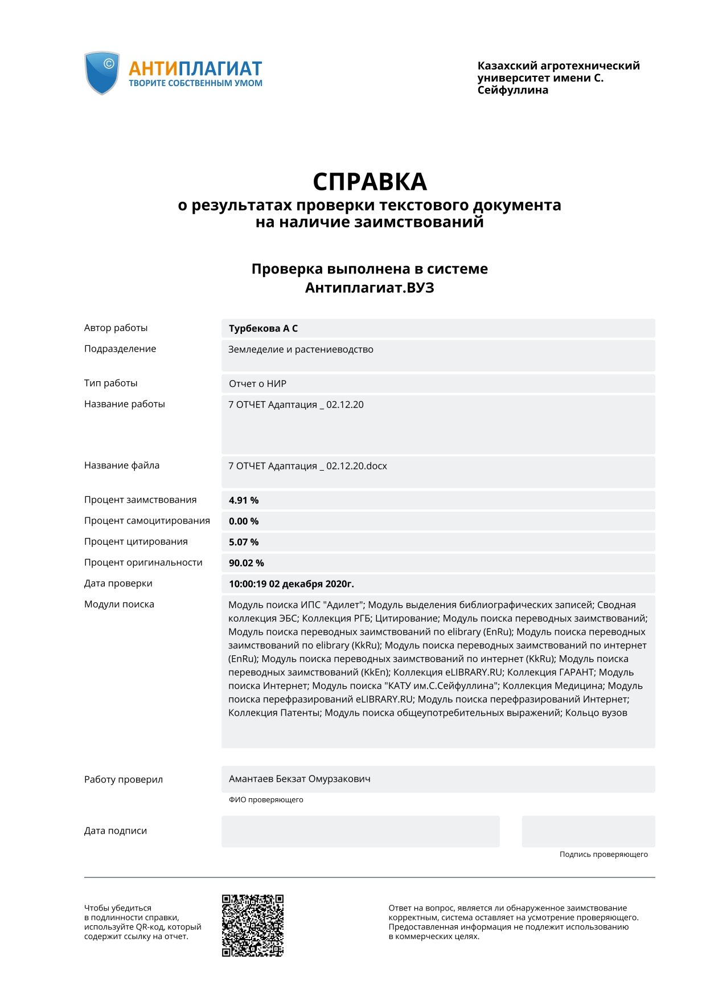 ©
АНТИПЛАГИАТ
ТВОРИТЕ СОБСТВЕННЫМ УМОМ
Казахский агротехнический
университет имени С.
Сейфуллина
СПРАВКА
о результатах проверки текстового документа
на наличие заимствований
Проверка выполнена в системе
Антиплагиат.ВУЗ
Автор работы
Турбекова А С
Подразделение
Земледелие и растениеводство
Тип работы
Отчет о НИР
Название работы
7 ОТЧЕТ Адаптация _ 02.12.20
Название файла
7 ОТЧЕТ Адаптация _ 02.12.20.docx
Процент заимствования
4.91 %
Процент самоцитирования
0.00 %
Процент цитирования
5.07 %
Процент оригинальности
90.02 %
Дата проверки
10:00:19 02 декабря 2020г.
Модули поиска
Модуль поиска ИПС "Адилет"; Модуль выделения библиографических записей; Сводная
коллекция ЭБС; Коллекция РГБ; Цитирование; Модуль поиска переводных заимствований;
Модуль поиска переводных заимствований по elibrary (EnRu); Модуль поиска переводных
заимствований по elibrary (KkRu); Модуль поиска переводных заимствований по интернет
(EnRu); Модуль поиска переводных заимствований по интернет (KkRu); Модуль поиска
переводных заимствований (KkEn); Коллекция eLIBRARY.RU; Коллекция ГАРАНТ; Модуль
поиска Интернет; Модуль поиска "КАТУ им.С.Сейфуллина"; Коллекция Медицина; Модуль
поиска перефразирований eLIBRARY.RU; Модуль поиска перефразирований Интернет;
Коллекция Патенты; Модуль поиска общеупотребительных выражений; Кольцо вузов
Работу проверил
Амантаев Бекзат Омурзакович
ФИО проверяющего
Дата подписи
Подпись проверяющего
Чтобы убедиться
в подлинности справки,
используйте QR-код, который
содержит ссылку на отчет.
Ответ на вопрос, является ли обнаруженное заимствование
корректным, система оставляет на усмотрение проверяющего.
Предоставленная информация не подлежит использованию
в коммерческих целях.